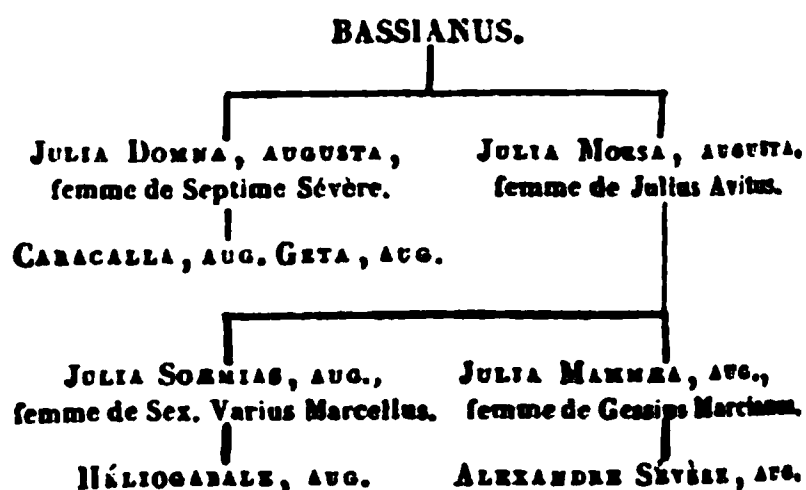 BASSIANUS.
JULIA DOMNA, AUGUSTA,
femme de Septime Sévère.
JULIA MOESA, AUGUSTA.
femme de Julius Avitus.
CARACALLA, AUG. GETA, AUG.
JULIA SOEMIAS, AUG.,
femme de Sex. Varius Marcellus.
JULIA MAMMEA, AUG.,
femme de Gessius Marcianus.
HÉLIOGABALE, AUG.
ALEXANDRE SÉVÈRE, AUG.